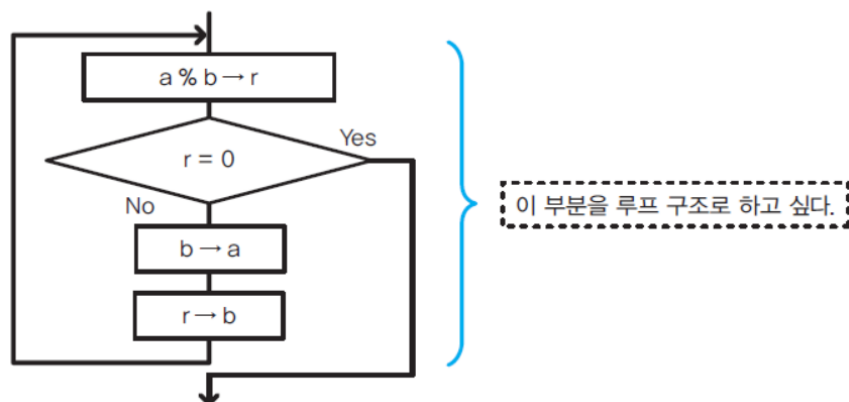 a % b → r
Yes
r = 0
No
b → a
r → b
이 부분을 루프 구조로 하고 싶다.